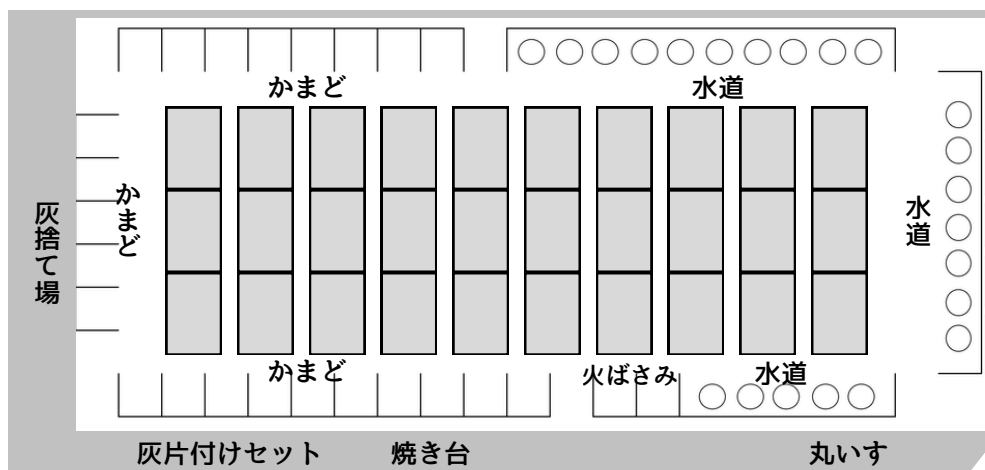 かまど
水道
かまど
灰捨て場
水道
かまど
火ばさみ
水道
灰片付けセット
焼き台
丸いす